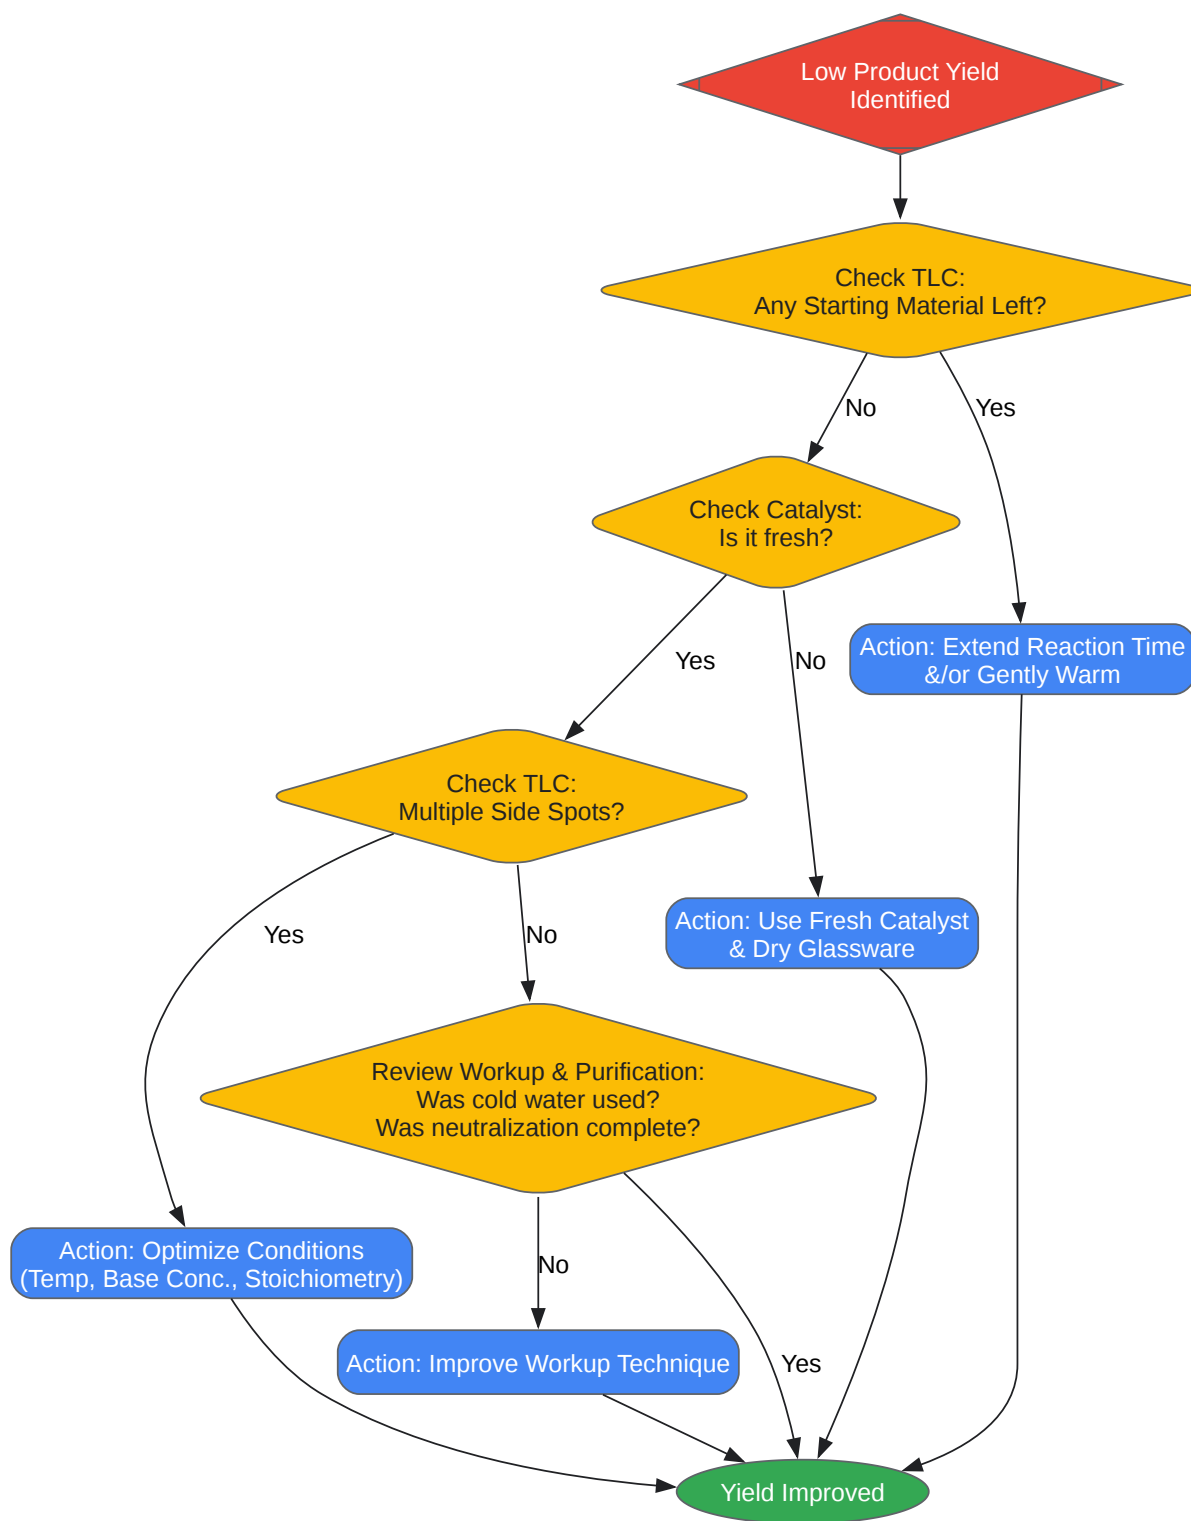 Low Product Yield
Identified
Check TLC:
Any Starting Material Left?
No
Yes
Check Catalyst:
Is it fresh?
Action: Extend Reaction Time
&/or Gently Warm
Yes
No
Check TLC:
Multiple Side Spots?
Action: Use Fresh Catalyst
& Dry Glassware
Yes
No
Review Workup & Purification:
Was cold water used?
Was neutralization complete?
Action: Optimize Conditions
(Temp, Base Conc., Stoichiometry)
No
Action: Improve Workup Technique
Yes
Yield Improved